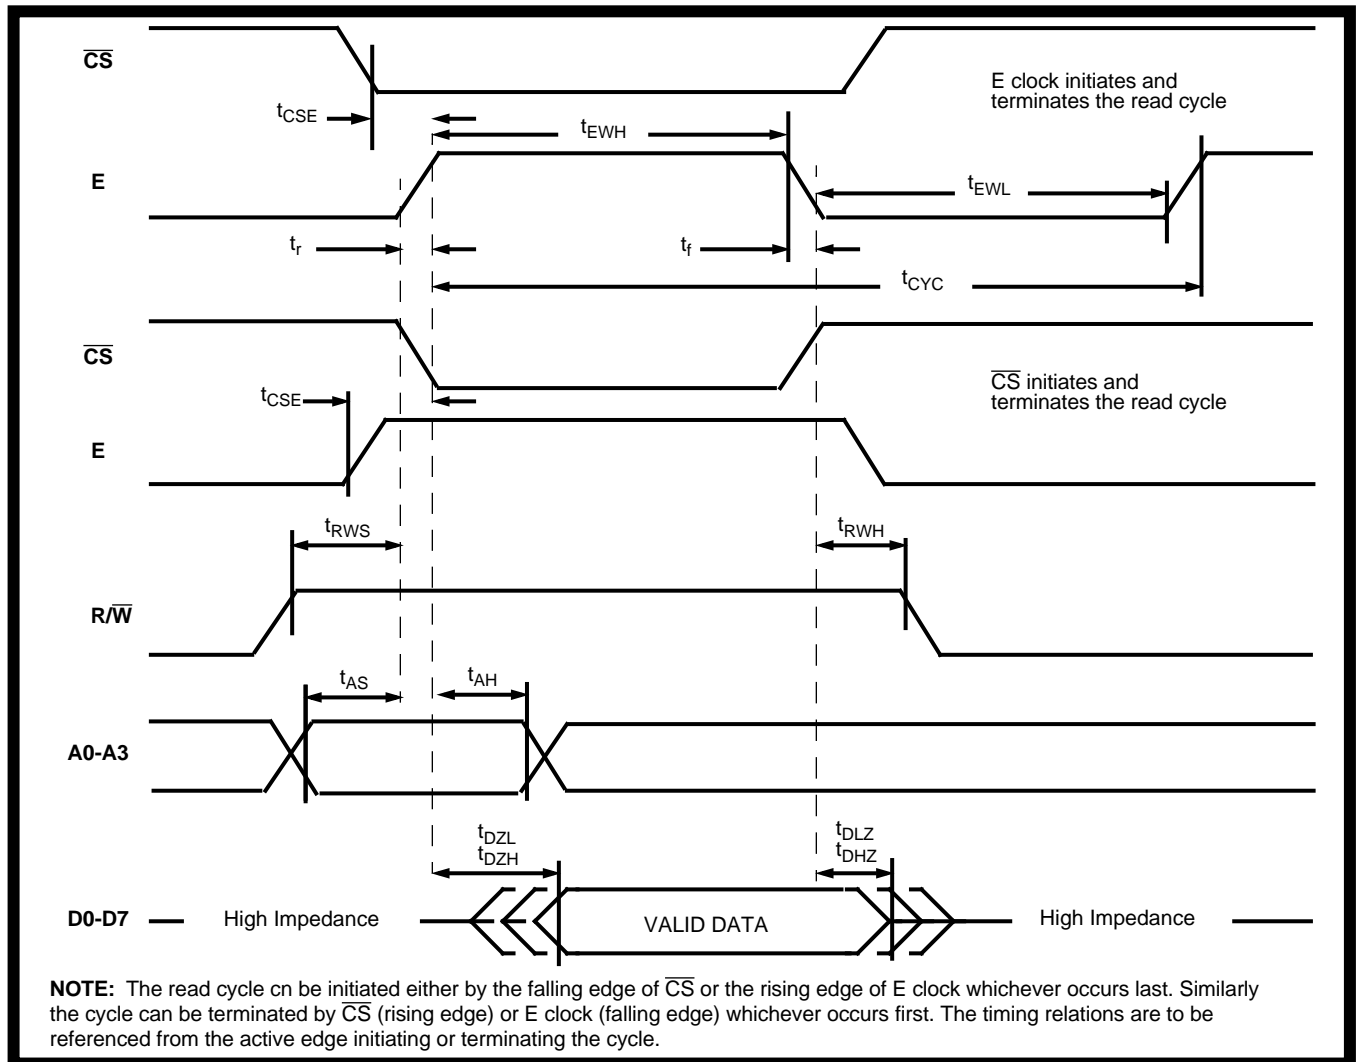 CS
E clock initiates and
terminates the read cycle
tCSE
tEWH
E
tEWL
tr
tf
tCYC
CS
CS initiates and
terminates the read cycle
tCSE
E
tRWS
tRWH
R/W
tAS
tAH
A0-A3
tDZL
tDZH
tDLZ
tDHZ
D0-D7
High Impedance
VALID DATA
High Impedance
NOTE: The read cycle cn be initiated either by the falling edge of CS or the rising edge of E clock whichever occurs last. Similarly
the cycle can be terminated by CS (rising edge) or E clock (falling edge) whichever occurs first. The timing relations are to be
referenced from the active edge initiating or terminating the cycle.